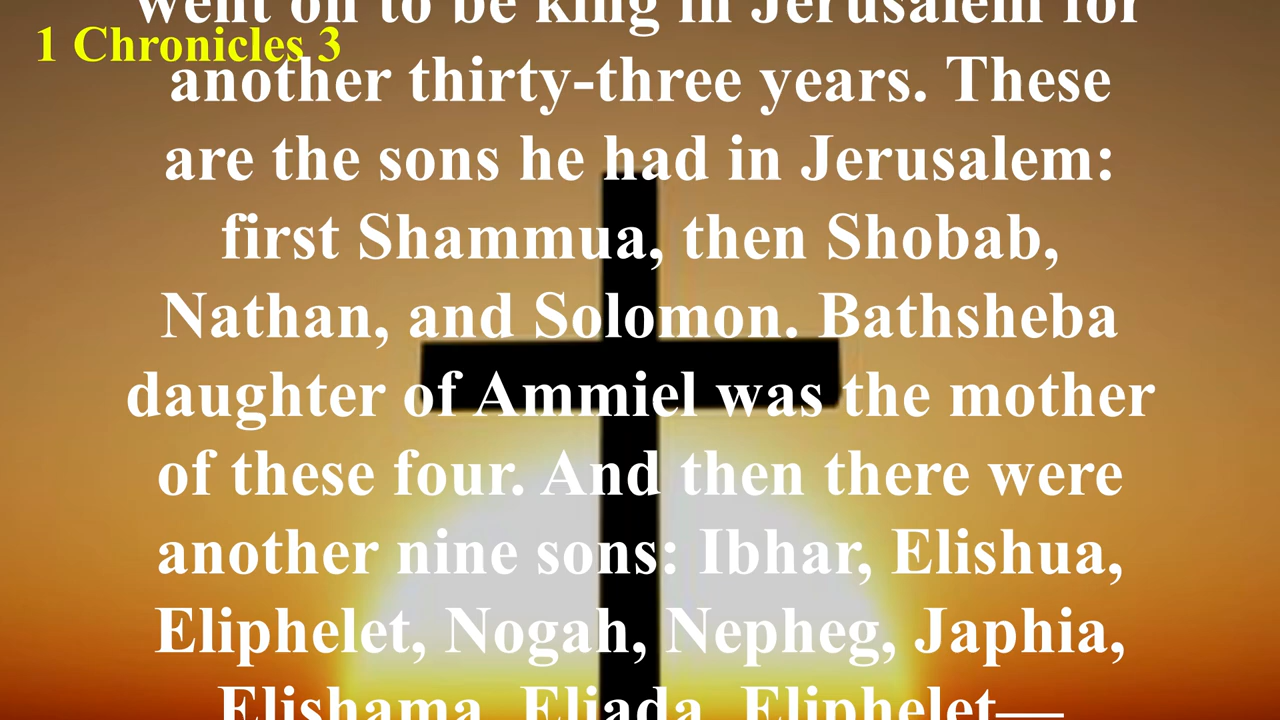 1 Chronicles 3
went on to be king in Jerusalem for
another thirty-three years. These
are the sons he had in Jerusalem:
first Shammua, then Shobab,
Nathan, and Solomon. Bathsheba
daughter of Ammiel was the mother
of these four. And then there were
another nine sons: Ibhar, Elishua,
Eliphelet, Nogah, Nepheg, Japhia,
Elishama, Eliada, Eliphelet—